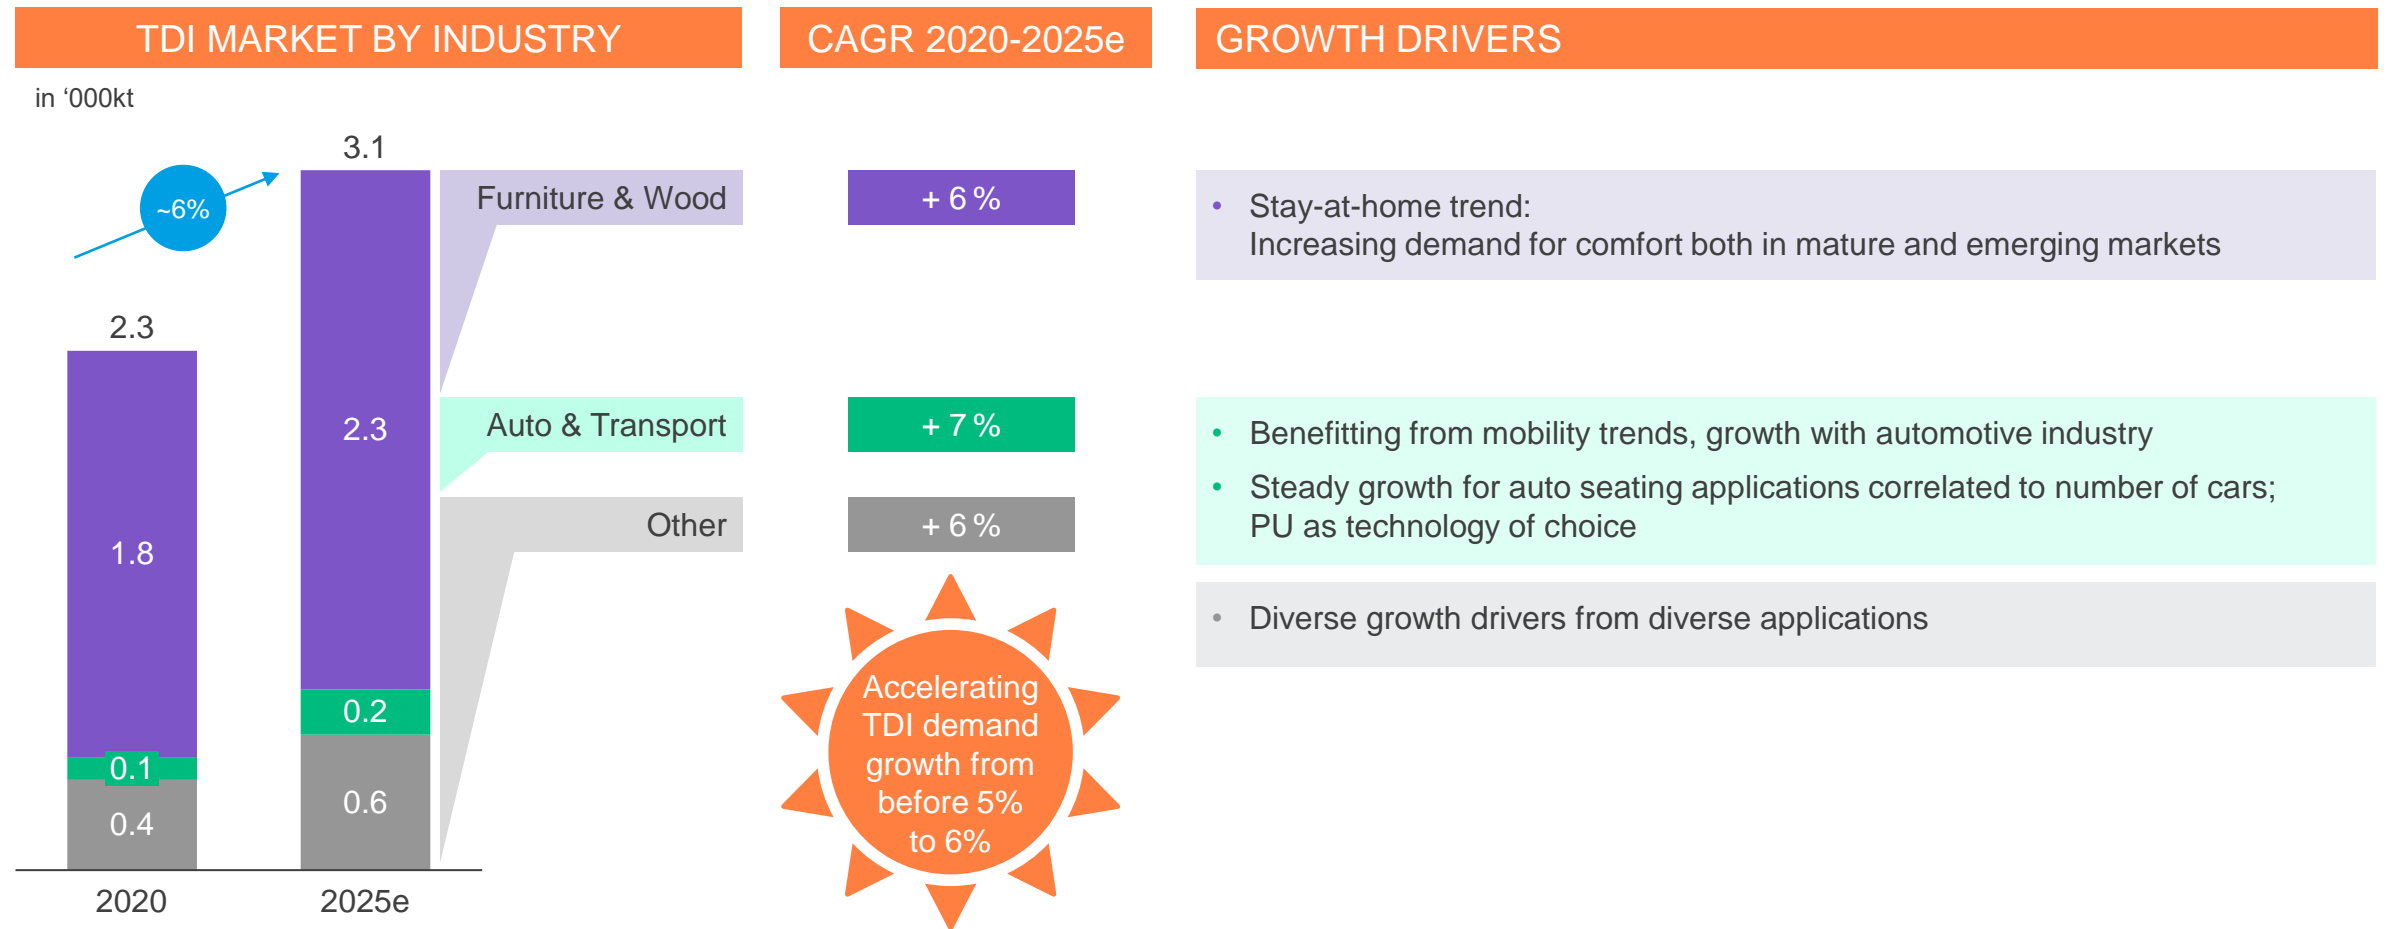 TDI MARKET BY INDUSTRY
CAGR 2020-2025e
GROWTH DRIVERS
in ‘000kt
~6%
2.3
1.8
0.1
0.4
2020
3.1
2.3
0.2
0.6
2025e
Furniture & Wood
+ 6 %
• Stay-at-home trend:
Increasing demand for comfort both in mature and emerging markets
Auto & Transport
+ 7 %
• Benefitting from mobility trends, growth with automotive industry
• Steady growth for auto seating applications correlated to number of cars;
PU as technology of choice
Other
+ 6 %
• Diverse growth drivers from diverse applications
Accelerating
TDI demand
growth from
before 5%
to 6%